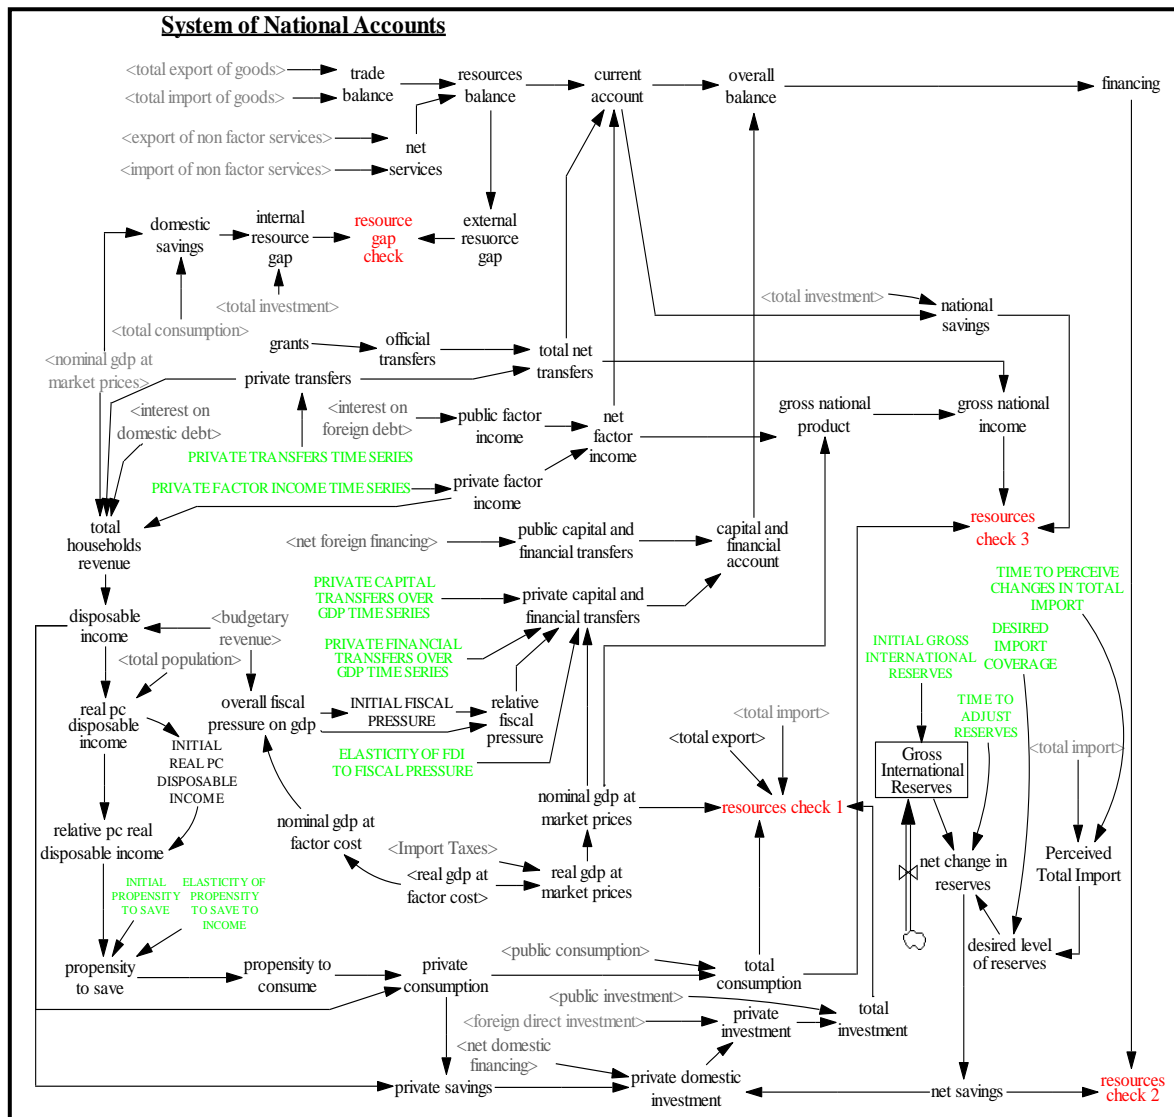 System of National Accounts
<total export of goods>
<total import of goods>
trade
balance
resources
balance
current
account
overall
balance
financing
<export of non factor services>
<import of non factor services>
net
services
domestic
savings
internal
resource
gap
resource
gap
check
external
resuorce
gap
<total investment>
<total consumption>
<total investment>
national
savings
<nominal gdp at
market prices>
grants
official
transfers
total net
transfers
private transfers
<interest on
domestic debt>
<interest on
foreign debt>
public factor
income
net
factor
income
gross national
product
gross national
income
PRIVATE TRANSFERS TIME SERIES
PRIVATE FACTOR INCOME TIME SERIES
private factor
income
total
households
revenue
<net foreign financing>
public capital and
financial transfers
capital and
financial
account
resources
check 3
PRIVATE CAPITAL
TRANSFERS OVER
GDP TIME SERIES
private capital and
financial transfers
TIME TO PERCEIVE
CHANGES IN TOTAL
IMPORT
disposable
income
<budgetary
revenue>
PRIVATE FINANCIAL
TRANSFERS OVER
GDP TIME SERIES
INITIAL GROSS
INTERNATIONAL
RESERVES
DESIRED
IMPORT
COVERAGE
<total population>
real pc
disposable
income
overall fiscal
pressure on gdp
INITIAL FISCAL
PRESSURE
relative
fiscal
pressure
<total import>
<total export>
TIME TO
ADJUST
RESERVES
<total import>
INITIAL
REAL PC
DISPOSABLE
INCOME
ELASTICITY OF FDI
TO FISCAL PRESSURE
Gross
International
Reserves
nominal gdp at
market prices
resources check 1
relative pc real
disposable income
nominal gdp at
factor cost
<Import Taxes>
<real gdp at
factor cost>
real gdp at
market prices
net change in
reserves
Perceived
Total Import
INITIAL
PROPENSITY
TO SAVE
ELASTICITY OF
PROPENSITY
TO SAVE TO
INCOME
desired level
of reserves
propensity
to save
propensity to
consume
private
consumption
<public consumption>
total
consumption
<public investment>
<foreign direct investment>
private
investment
total
investment
<net domestic
financing>
private savings
private domestic
investment
net savings
resources
check 2